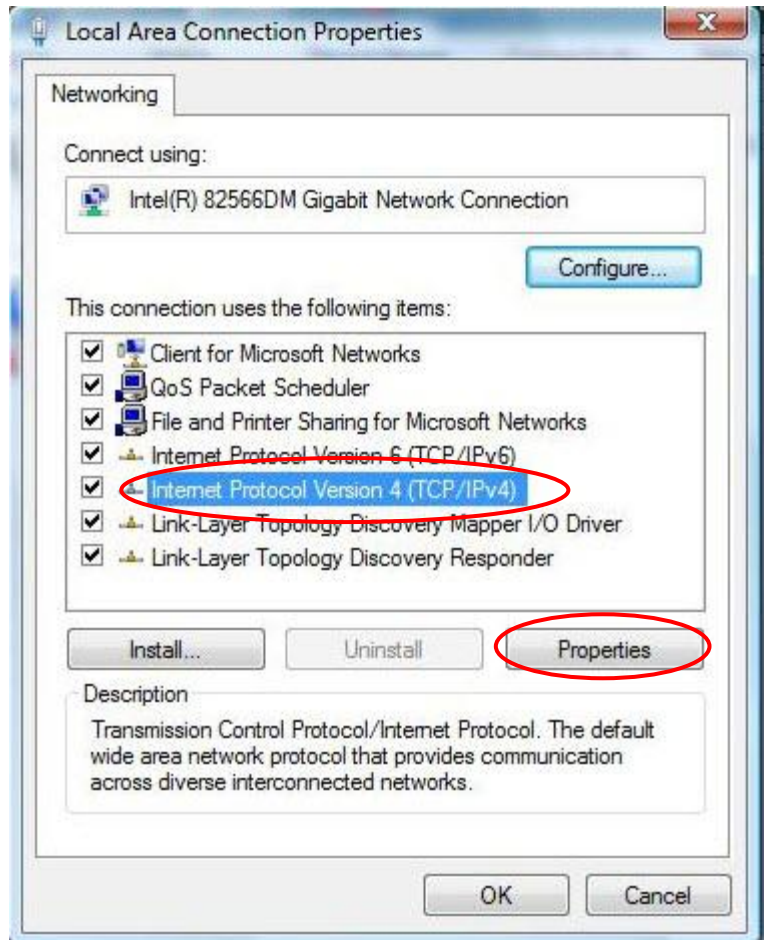 Local Area Connection Properties
Networking
Connect using:
Intel(R) 82566DM Gigabit Network Connection
Configure...
This connection uses the following items:
Client for Microsoft Networks
QoS Packet Scheduler
File and Printer Sharing for Microsoft Networks
Internet Protocol Version 6 (TCP/IPv6)
Internet Protocol Version 4 (TCP/IPv4)
Link-Layer Topology Discovery Mapper I/O Driver
Link-Layer Topology Discovery Responder
Install...
Uninstall
Properties
Description
Transmission Control Protocol/Internet Protocol. The default
wide area network protocol that provides communication
across diverse interconnected networks.
OK
Cancel